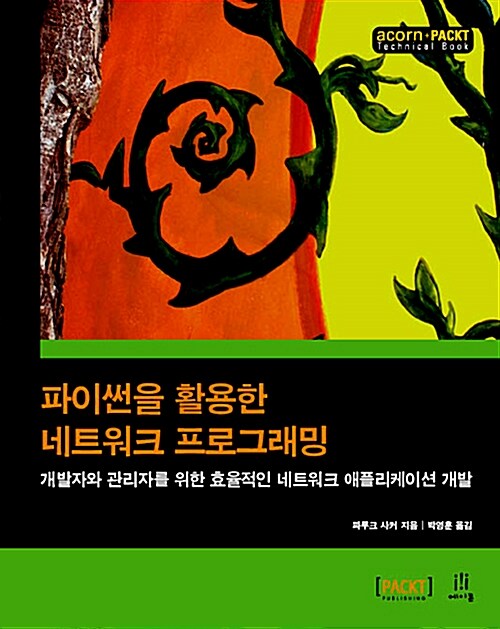 acorn+PACKT
Technical Book
파이썬을 활용한
네트워크 프로그래밍
개발자와 관리자를 위한 효율적인 네트워크 애플리케이션 개발
파루크 사커 지음 | 박영훈 옮김
[PACKT]
PUBLISHING
에이콘